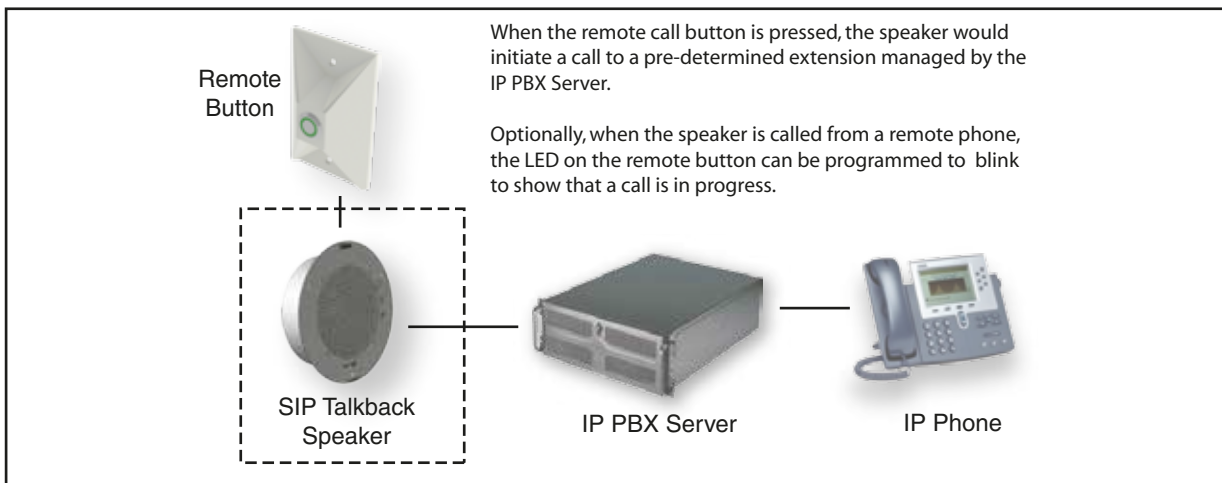 When the remote call button is pressed, the speaker would
initiate a call to a pre-determined extension managed by the
IP PBX Server.
Optionally, when the speaker is called from a remote phone,
the LED on the remote button can be programmed to blink
to show that a call is in progress.
Remote
Button
SIP Talkback
Speaker
IP PBX Server
IP Phone